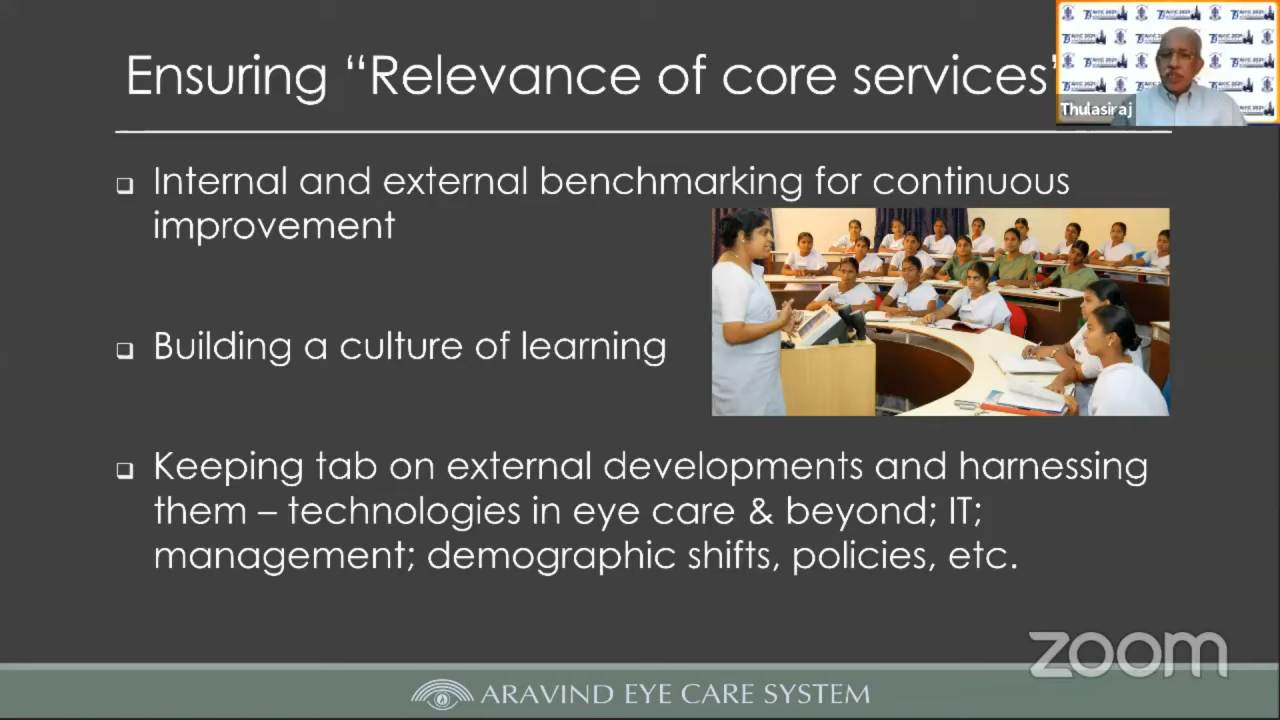 Ensuring “Relevance of core services”
Thulasiraj
Internal and external benchmarking for continuous
improvement
Building a culture of learning
Keeping tab on external developments and harnessing
them – technologies in eye care & beyond; IT;
management; demographic shifts, policies, etc.
zoom
ARAVIND EYE CARE SYSTEM